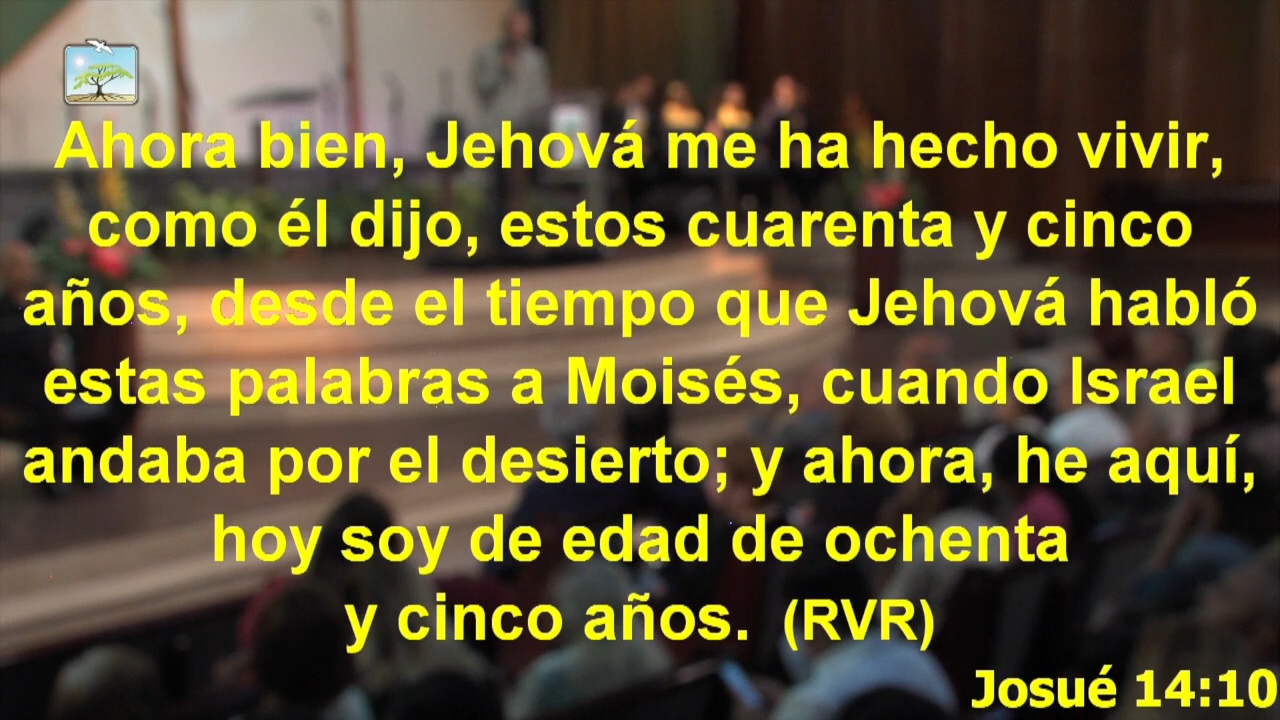 Ahora bien, Jehová me ha hecho vivir,
como él dijo, estos cuarenta y cinco
años, desde el tiempo que Jehová habló
estas palabras a Moisés, cuando Israel
andaba por el desierto; y ahora, he aquí,
hoy soy de edad de ochenta
y cinco años. (RVR)
Josué 14:10